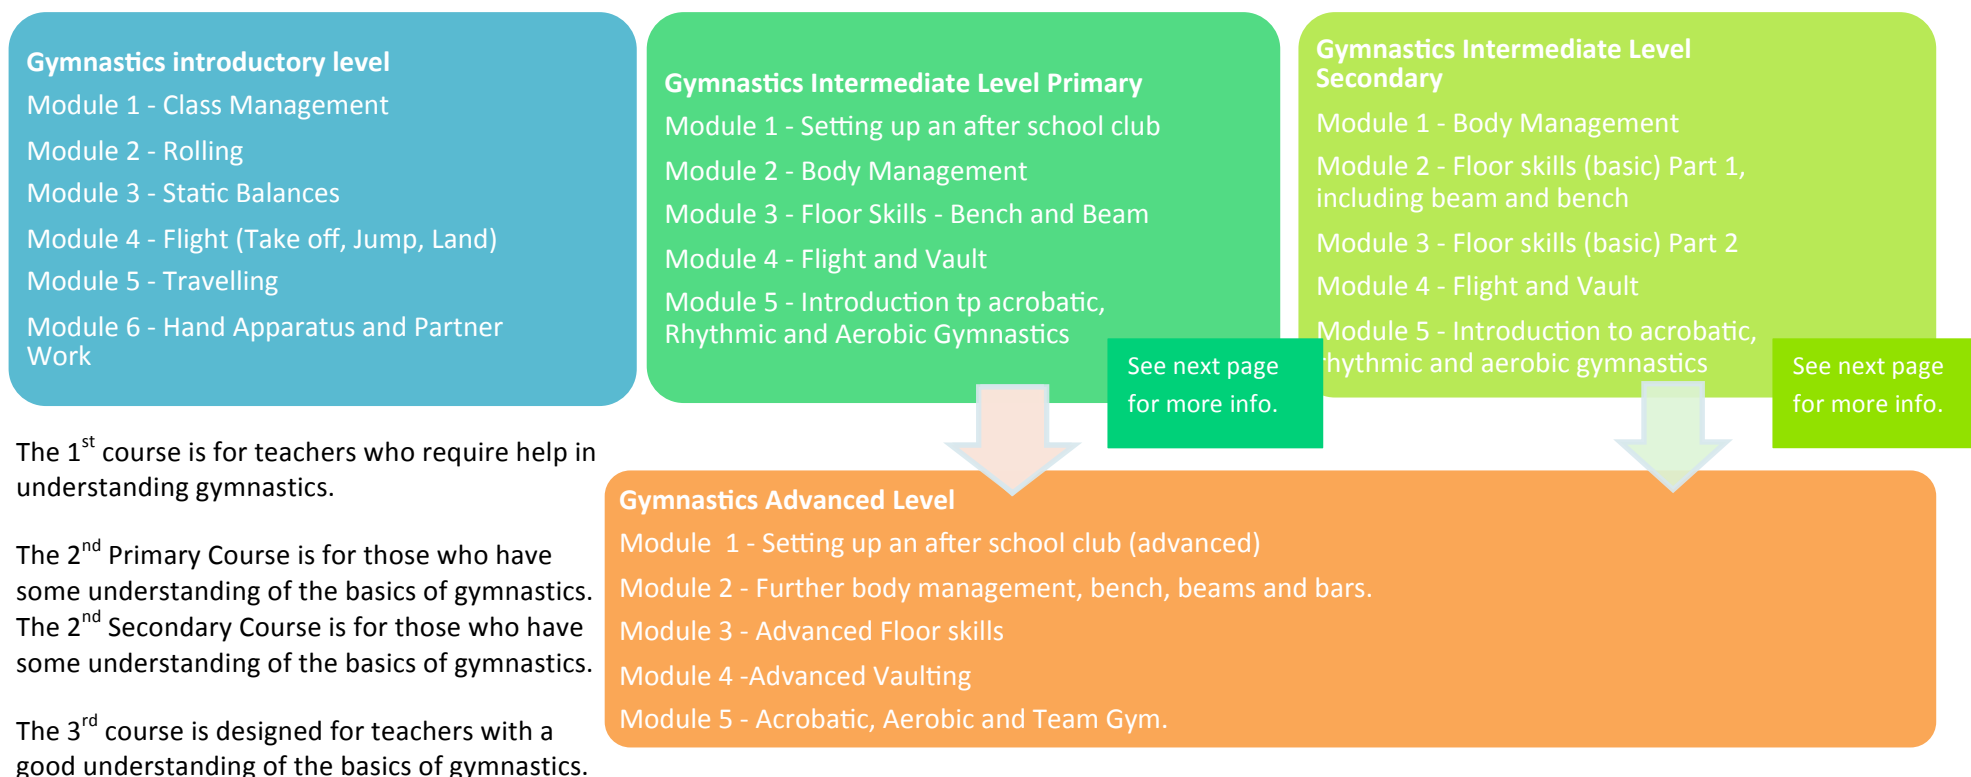 Gymnastics introductory level
Module 1 - Class Management
Module 2 - Rolling
Module 3 - Static Balances
Module 4 - Flight (Take off, Jump, Land)
Module 5 - Travelling
Module 6 - Hand Apparatus and Partner
Work
Gymnastics Intermediate Level Primary
Module 1 - Setting up an after school club
Module 2 - Body Management
Module 3 - Floor Skills - Bench and Beam
Module 4 - Flight and Vault
Module 5 - Introduction tp acrobatic,
Rhythmic and Aerobic Gymnastics
See next page
for more info.
Gymnastics Intermediate Level
Secondary
Module 1 - Body Management
Module 2 - Floor skills (basic) Part 1,
including beam and bench
Module 3 - Floor skills (basic) Part 2
Module 4 - Flight and Vault
Module 5 - Introduction to acrobatic,
rhythmic and aerobic gymnastics
See next page
for more info.
The 1st course is for teachers who require help in
understanding gymnastics.
The 2nd Primary Course is for those who have
some understanding of the basics of gymnastics.
The 2nd Secondary Course is for those who have
some understanding of the basics of gymnastics.
The 3rd course is designed for teachers with a
good understanding of the basics of gymnastics.
Gymnastics Advanced Level
Module  1 - Setting up an after school club (advanced)
Module 2 - Further body management, bench, beams and bars.
Module 3 - Advanced Floor skills
Module 4 -Advanced Vaulting
Module 5 - Acrobatic, Aerobic and Team Gym.